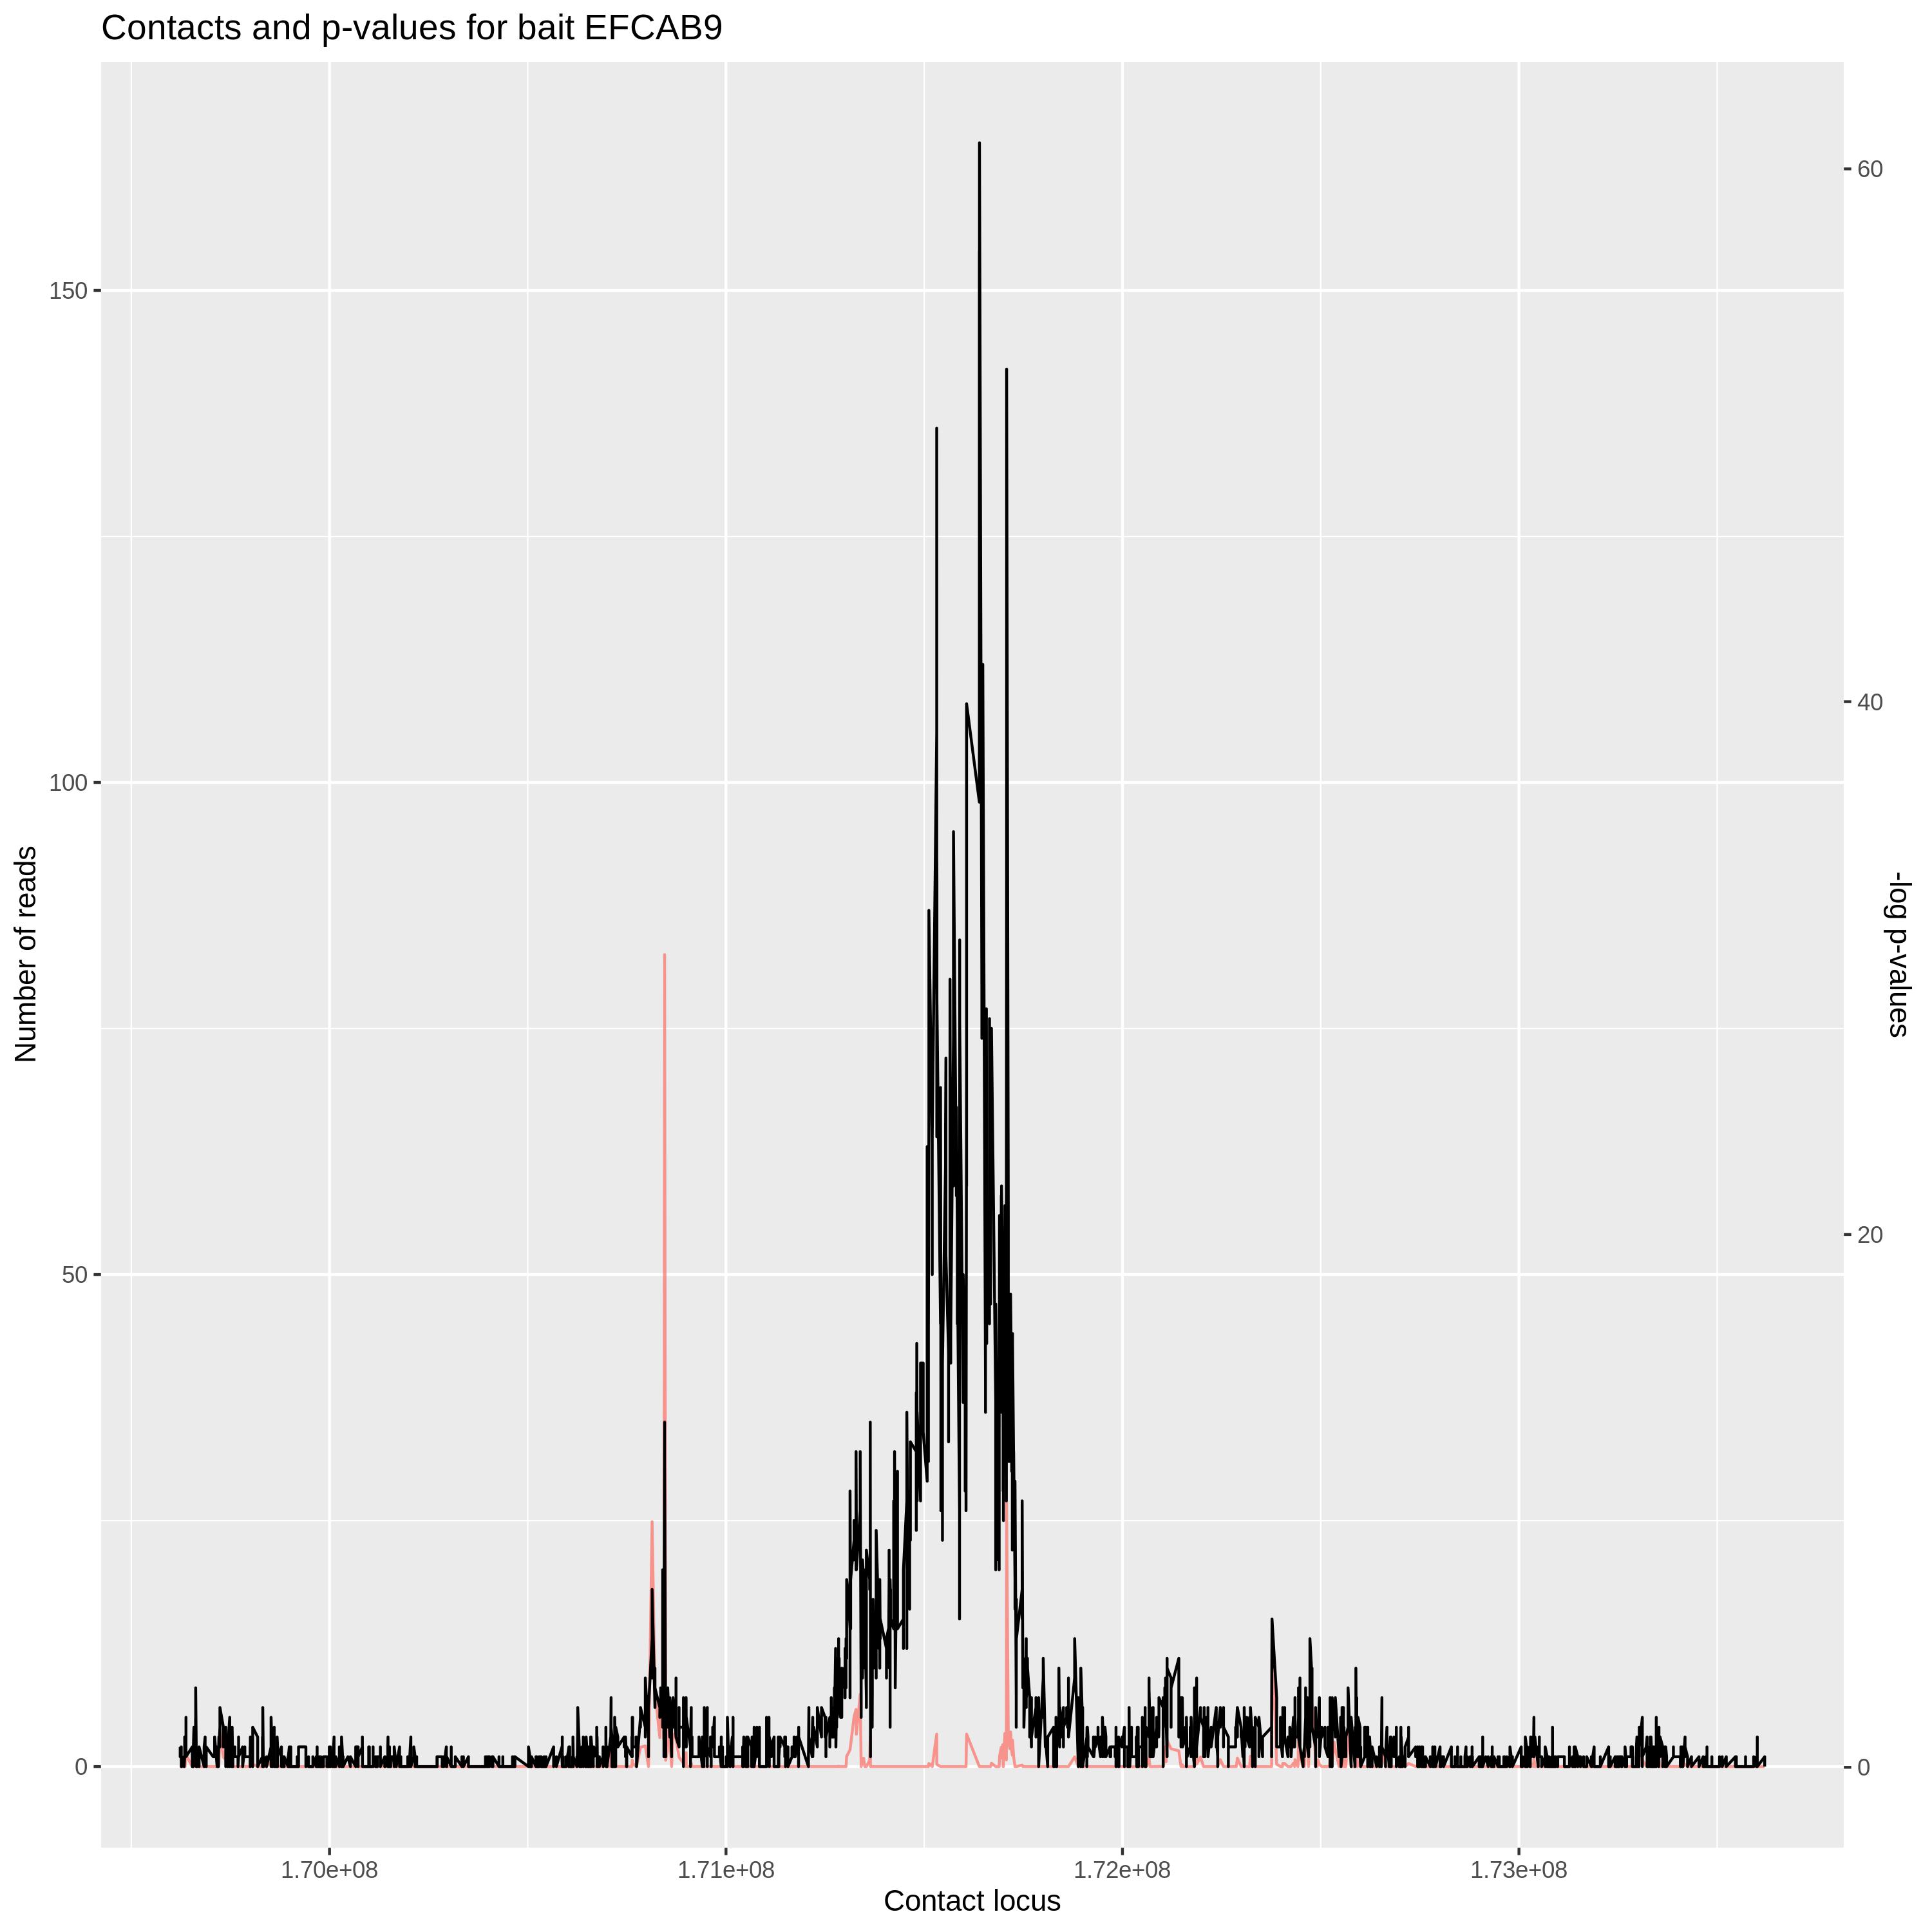 Contacts and p-values for bait EFCAB9
Number of reads
150
100
50
0
60
40
20
0
-log p-values
1.70e+08
1.71e+08
1.72e+08
1.73e+08
Contact locus